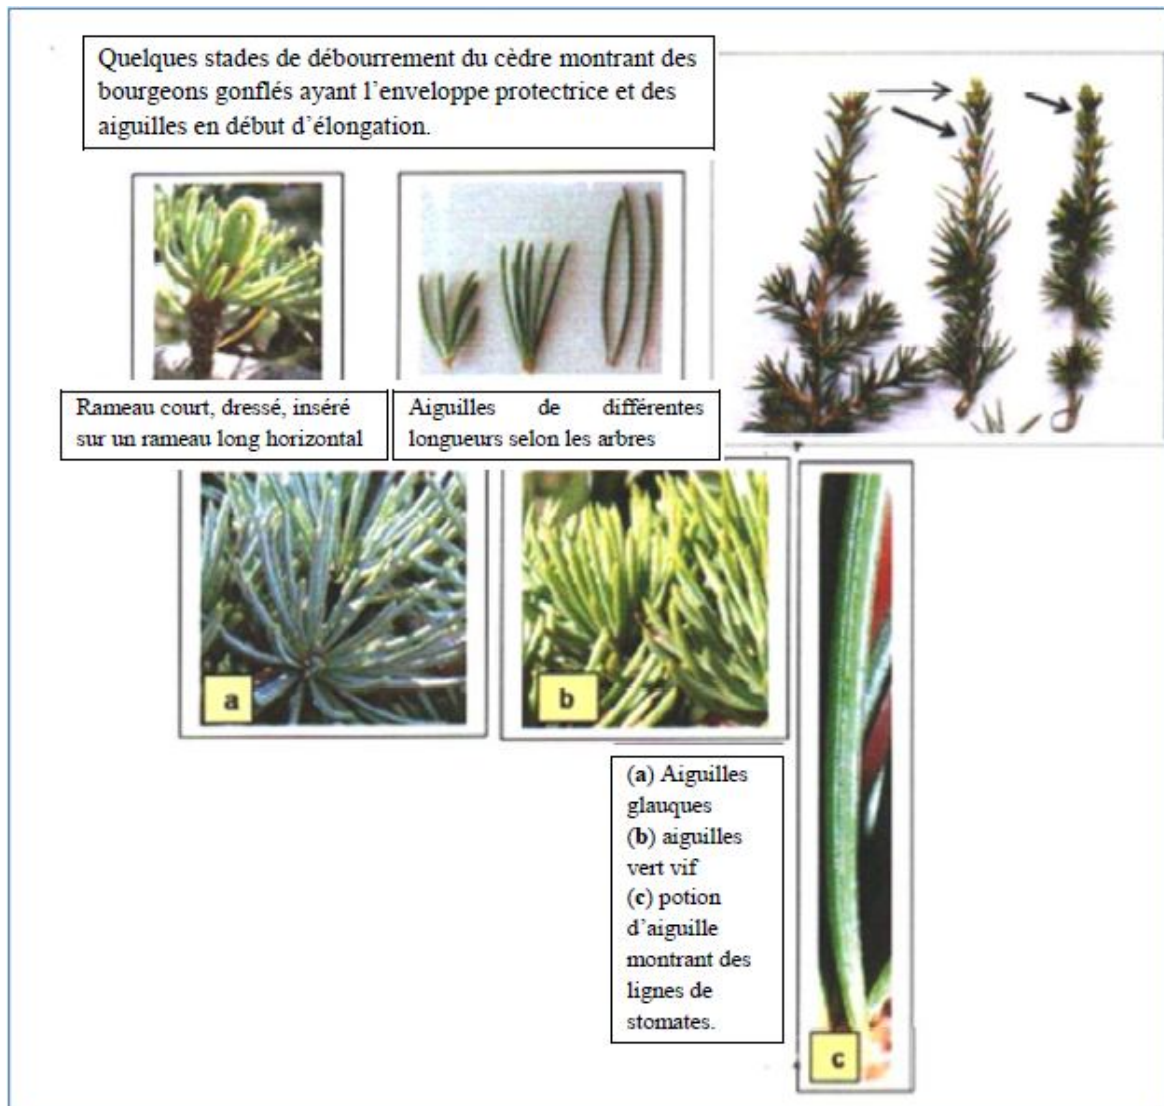 Quelques stades de débourrement du cèdre montrant des
bourgeons gonflés ayant l'enveloppe protectrice et des
aiguilles en début d'élongation.
Rameau court, dressé, inséré
sur un rameau long horizontal
Aiguilles de différentes
longueurs selon les arbres
a
b
(a) Aiguilles
glauques
(b) aiguilles
vert vif
(c) potion
d'aiguille
montrant des
lignes de
stomates.
c